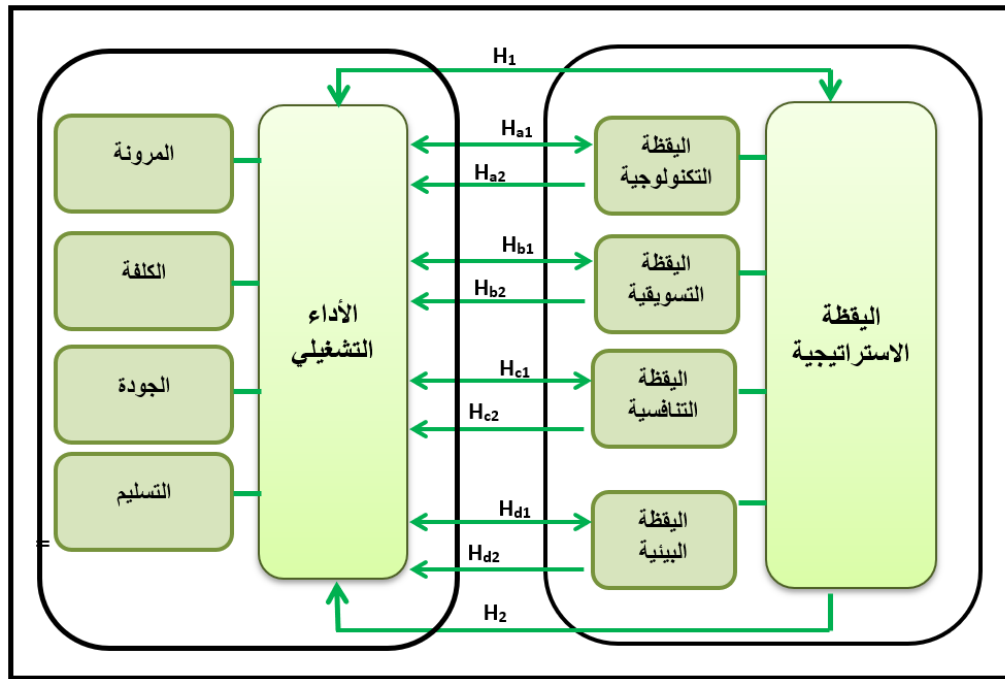 H1
اليقظة
الاستراتيجية
اليقظة
التكنولوجية
اليقظة
التسويقية
اليقظة
التنافسية
اليقظة
البيئية
Ha1
Ha2
Hb1
Hb2
Hc1
Hc2
Hd1
Hd2
الأداء
التشغيلي
المرونة
الكلفة
الجودة
التسليم
=
H2